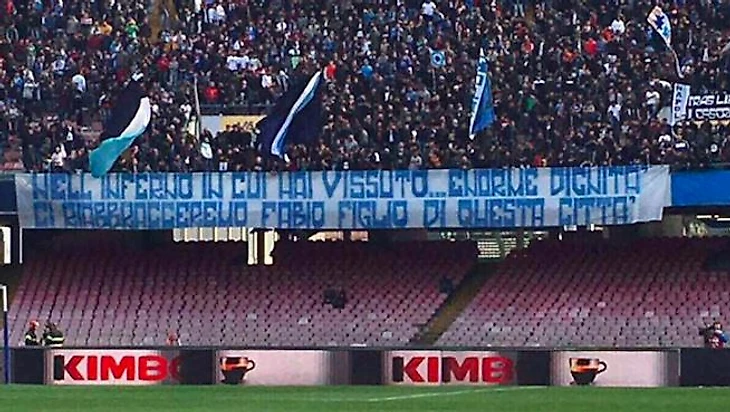 NELL'INFERNO IN CUI HAI VISSUTO... ENORME DIGNITA'
CI RIABBRACCEREMO FABIO FIGLIO DI QUESTA CITTA'
KIMBO KIMBO